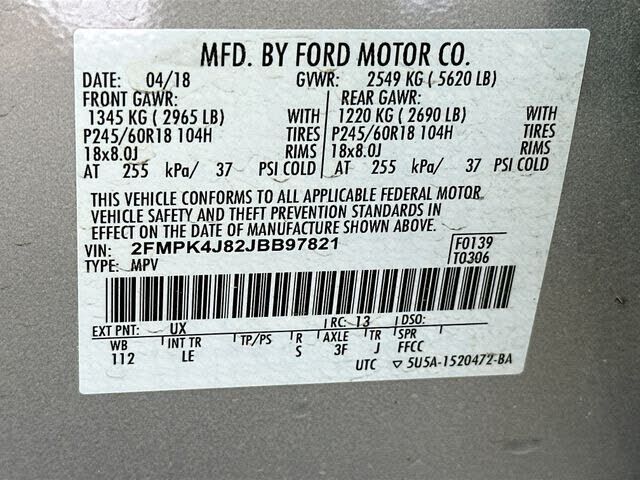 MFD. BY FORD MOTOR CO.
DATE: 04/18 GVWR: 2549 KG ( 5620 LB)
FRONT GAWR: REAR GAWR:
1345 KG ( 2965 LB) WITH 1220 KG ( 2690 LB) WITH
P245/60R18 104H TIRES P245/60R18 104H TIRES
18x8.0J RIMS 18x8.0J RIMS
AT 255 kPa/ 37 PSI COLD AT 255 kPa/ 37 PSI COLD
THIS VEHICLE CONFORMS TO ALL APPLICABLE FEDERAL MOTOR
VEHICLE SAFETY AND THEFT PREVENTION STANDARDS IN
EFFECT ON THE DATE OF MANUFACTURE SHOWN ABOVE.
VIN: 2FMPK4J82JBB97821 F0139
TYPE: MPV T0306
EXT PNT: UX RC: 13 DSO:
WB INT TR TP/PS R AXLE TR SPR
112 LE S 3F J FFCC
UTC ▽ 5U5A-1520472-BA